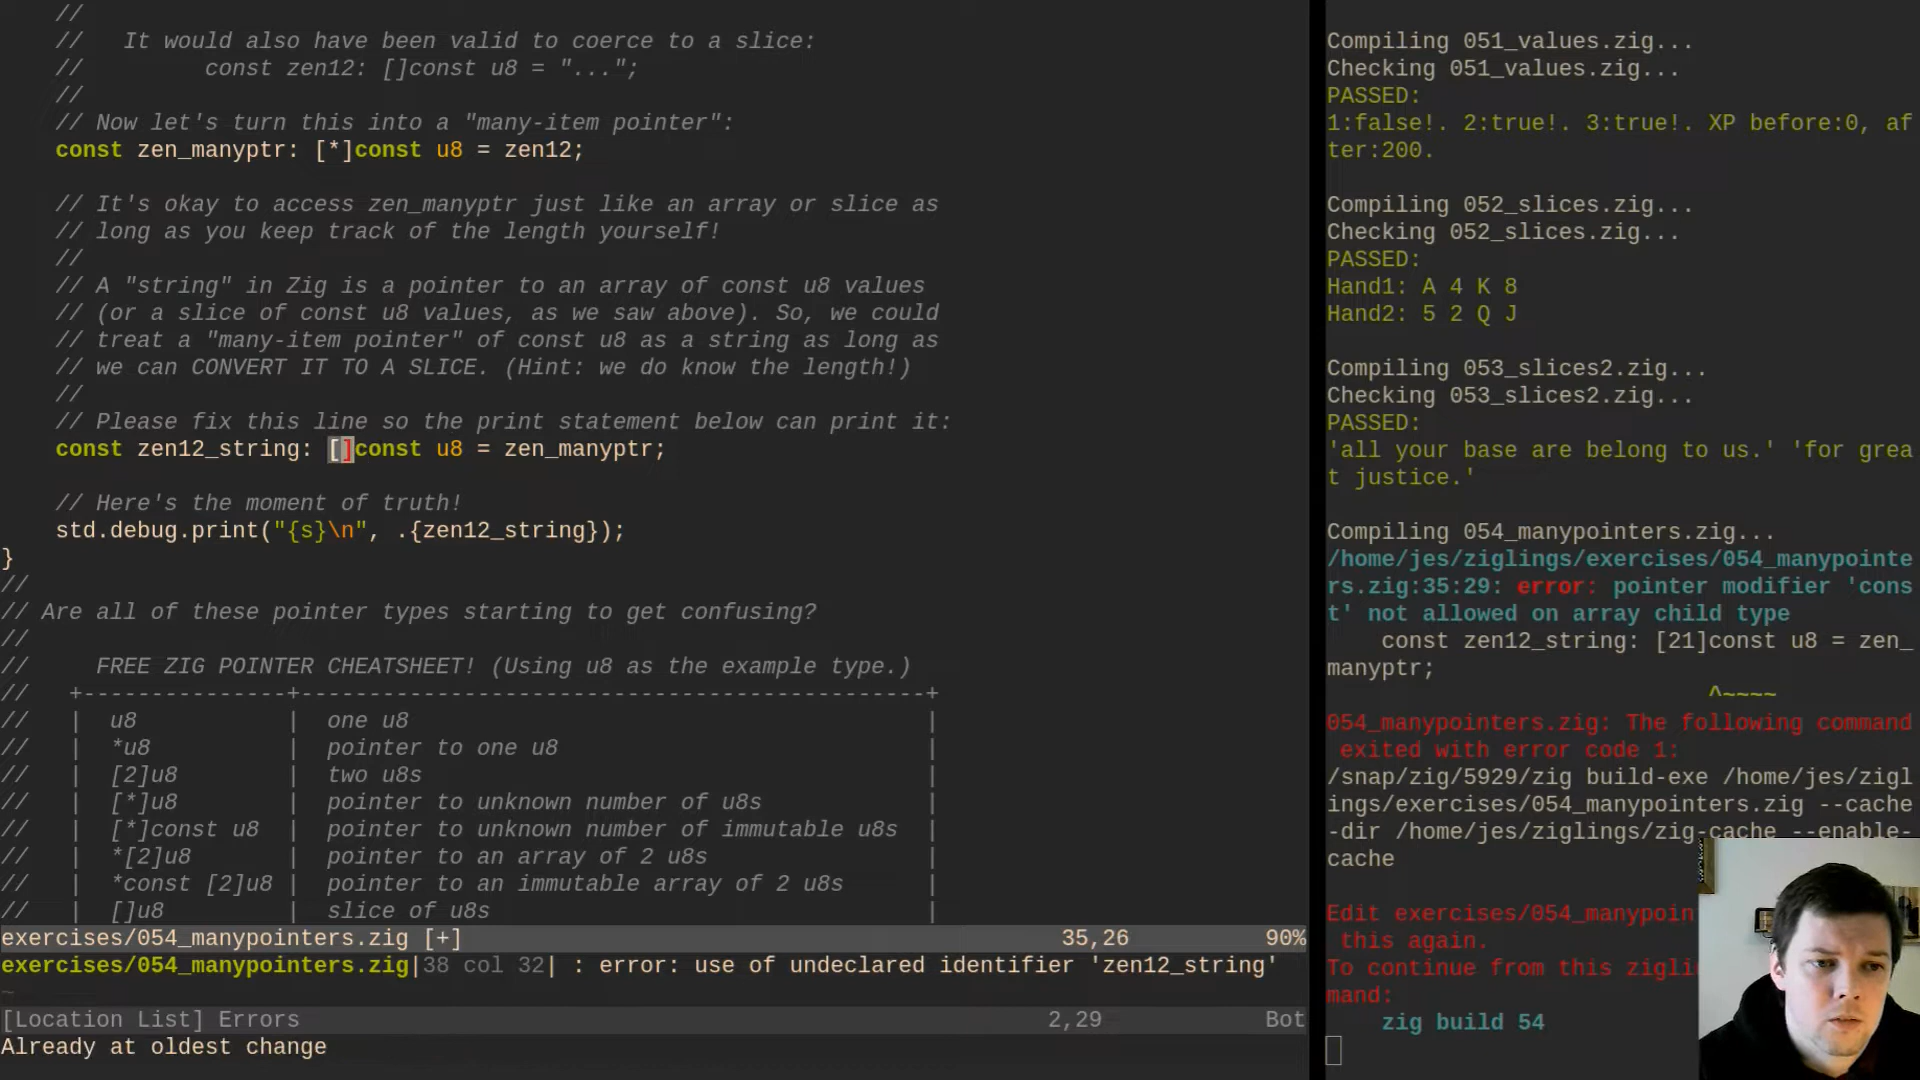 //
//   It would also have been valid to coerce to a slice:
//         const zen12: []const u8 = "...";
//
// Now let's turn this into a "many-item pointer":
const zen_manyptr: [*]const u8 = zen12;
// It's okay to access zen_manyptr just like an array or slice as
// long as you keep track of the length yourself!
//
// A "string" in Zig is a pointer to an array of const u8 values
// (or a slice of const u8 values, as we saw above). So, we could
// treat a "many-item pointer" of const u8 as a string as long as
// we can CONVERT IT TO A SLICE. (Hint: we do know the length!)
//
// Please fix this line so the print statement below can print it:
const zen12_string: []const u8 = zen_manyptr;
// Here's the moment of truth!
std.debug.print("{s}\n", .{zen12_string});
}
//
// Are all of these pointer types starting to get confusing?
//
//     FREE ZIG POINTER CHEATSHEET! (Using u8 as the example type.)
//   +---------------+----------------------------------------------+
//   |  u8           |  one u8                                      |
//   |  *u8          |  pointer to one u8                           |
//   |  [2]u8        |  two u8s                                     |
//   |  [*]u8        |  pointer to unknown number of u8s            |
//   |  [*]const u8  |  pointer to unknown number of immutable u8s  |
//   |  *[2]u8       |  pointer to an array of 2 u8s                |
//   |  *const [2]u8 |  pointer to an immutable array of 2 u8s      |
//   |  []u8         |  slice of u8s                                |
exercises/054_manypointers.zig [+] 35,26 90%
exercises/054_manypointers.zig|38 col 32| : error: use of undeclared identifier 'zen12_string'
~
[Location List] Errors 2,29 Bot
Already at oldest change
Compiling 051_values.zig...
Checking 051_values.zig...
PASSED:
1:false!. 2:true!. 3:true!. XP before:0, af
ter:200.
Compiling 052_slices.zig...
Checking 052_slices.zig...
PASSED:
Hand1: A 4 K 8
Hand2: 5 2 Q J
Compiling 053_slices2.zig...
Checking 053_slices2.zig...
PASSED:
'all your base are belong to us.' 'for grea
t justice.'
Compiling 054_manypointers.zig...
/home/jes/ziglings/exercises/054_manypointe
rs.zig:35:29: error: pointer modifier 'cons
t' not allowed on array child type
const zen12_string: [21]const u8 = zen_
manyptr;
^~~~~
054_manypointers.zig: The following command
exited with error code 1:
/snap/zig/5929/zig build-exe /home/jes/zigl
ings/exercises/054_manypointers.zig --cache
-dir /home/jes/ziglings/zig-cache --enable-
cache
Edit exercises/054_manypoin
this again.
To continue from this zigli
mand:
zig build 54